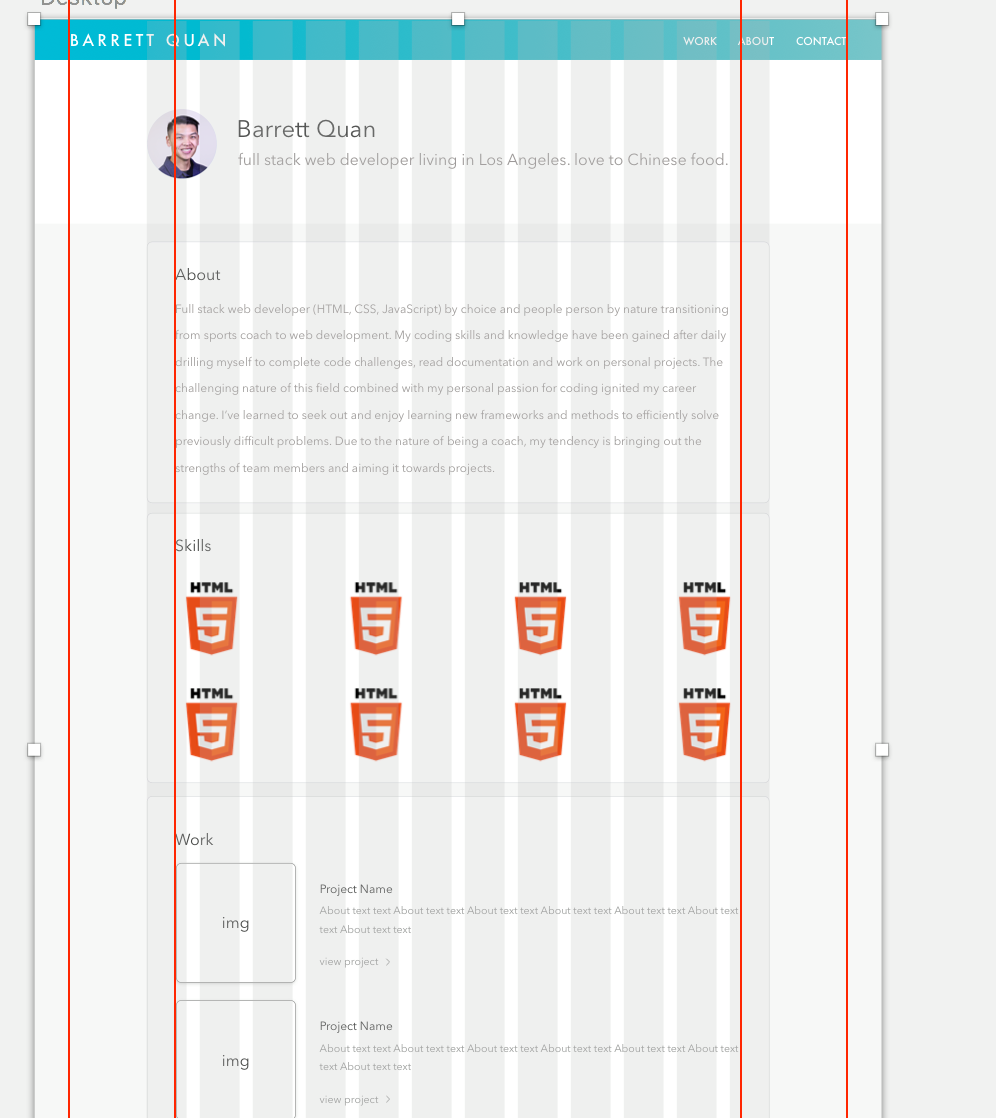 Desktop
BARRETT QUAN
WORK ABOUT CONTACT
Barrett Quan
full stack web developer living in Los Angeles. love to Chinese food.
About
Full stack web developer (HTML, CSS, JavaScript) by choice and people person by nature transitioning
from sports coach to web development. My coding skills and knowledge have been gained after daily
drilling myself to complete code challenges, read documentation and work on personal projects. The
challenging nature of this field combined with my personal passion for coding ignited my career
change. I've learned to seek out and enjoy learning new frameworks and methods to efficiently solve
previously difficult problems. Due to the nature of being a coach, my tendency is bringing out the
strengths of team members and aiming it towards projects.
Skills
HTML HTML HTML HTML
5 5 5 5
HTML HTML HTML HTML
5 5 5 5
Work
img
Project Name
About text text About text text About text text About text text About text text About text
text About text text
view project >
img
Project Name
About text text About text text About text text About text text About text text About text
text About text text
view project >